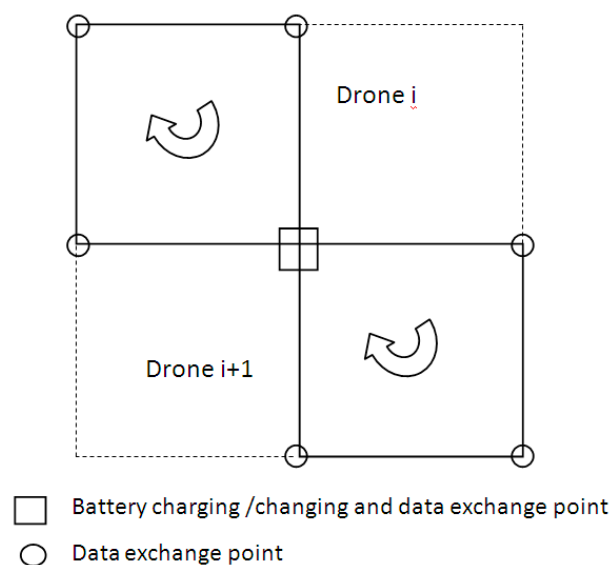 Drone i
Drone i+1
Battery charging /changing and data exchange point
Data exchange point